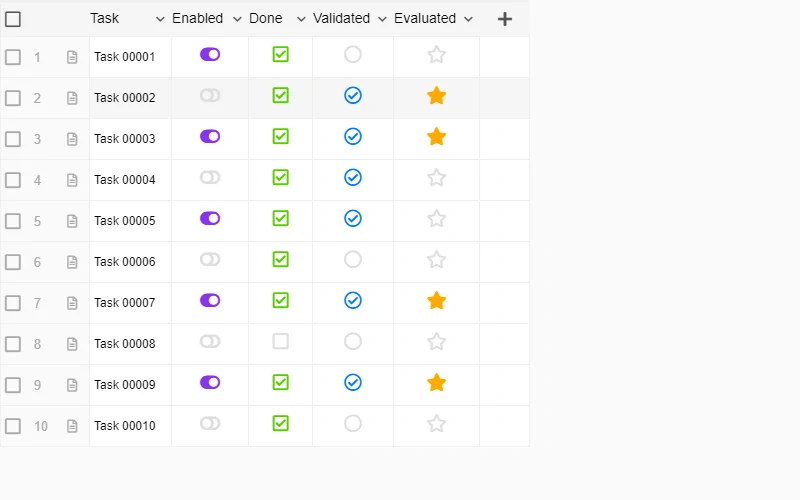 Task Enabled Done Validated Evaluated
1 Task 00001
2 Task 00002
3 Task 00003
4 Task 00004
5 Task 00005
6 Task 00006
7 Task 00007
8 Task 00008
9 Task 00009
10 Task 00010